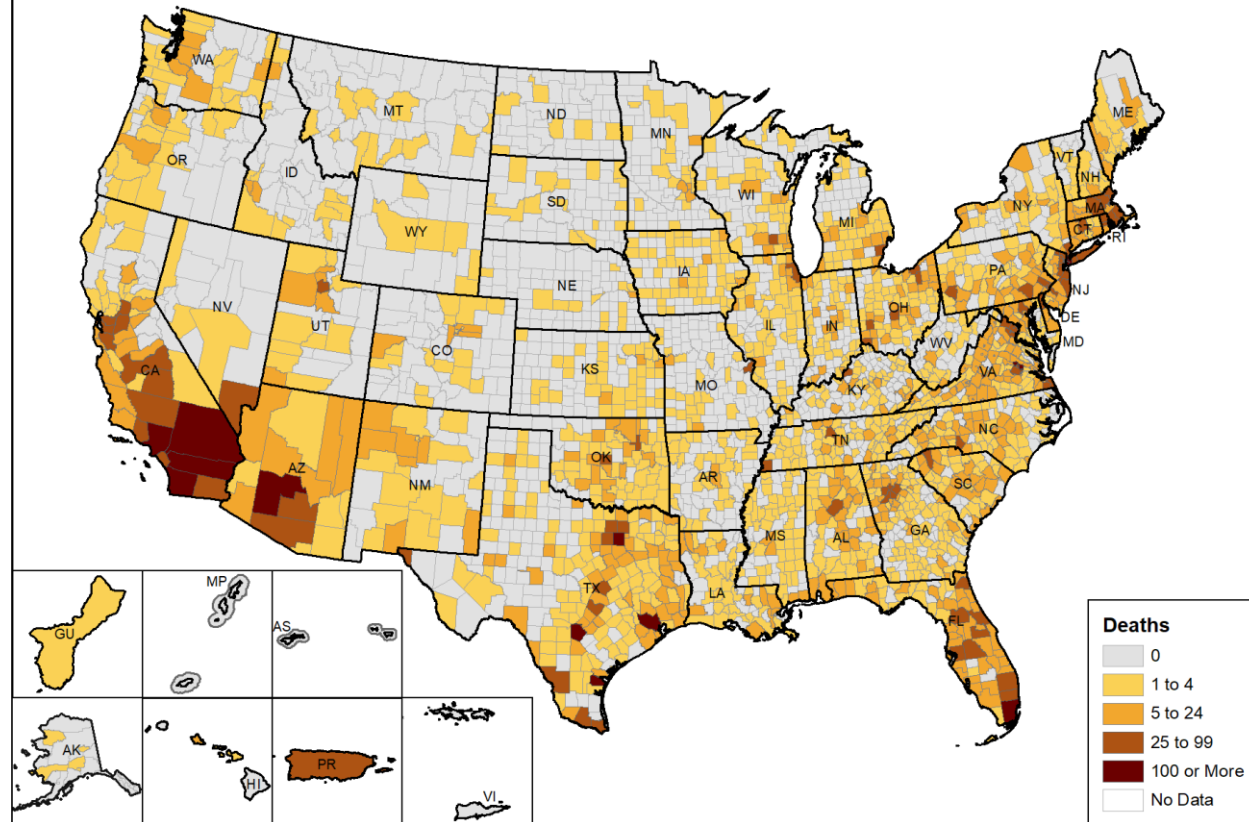 WA
MT
ND
MN
ME
OR
ID
SD
WI
MI
VT
NH
NY
MA
CT
RI
WY
IA
PA
NJ
NV
NE
IL
IN
OH
DE
UT
CO
WV
MD
CA
KS
MO
KY
VA
AZ
NM
OK
AR
TN
NC
SC
TX
LA
MS
AL
GA
FL
GU
MP
AS
AK
HI
PR
VI
Deaths
0
1 to 4
5 to 24
25 to 99
100 or More
No Data